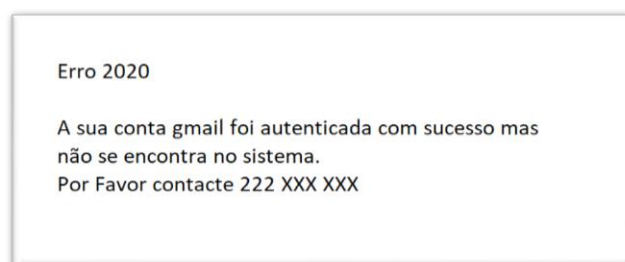 Erro 2020
A sua conta gmail foi autenticada com sucesso mas
não se encontra no sistema.
Por Favor contacte 222 XXX XXX